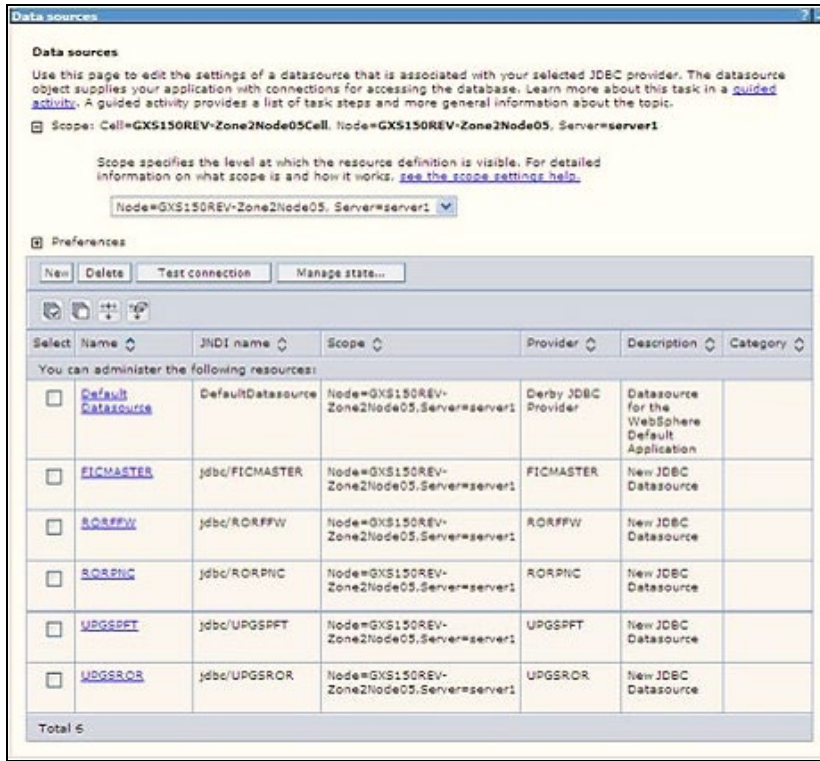 Data sources
?
Data sources
Use this page to edit the settings of a datasource that is associated with your selected JDBC provider. The datasource
object supplies your application with connections for accessing the database. Learn more about this task in a guided
activity. A guided activity provides a list of task steps and more general information about the topic.
Scope: Cell=GXS150REV-Zone2Node05Cell, Node=GXS150REV-Zone2Node05, Server=server1
Scope specifies the level at which the resource definition is visible. For detailed
information on what scope is and how it works, see the scope settings help.
Node=GXS150REV-Zone2Node05, Server=server1
Preferences
New Delete Test connection Manage state...
Select Name JNDI name Scope Provider Description Category
You can administer the following resources:
Default
Datasource
DefaultDatasource
Node=GXS150REV-
Zone2Node05,Server=server1
Derby JDBC
Provider
Datasource
for the
WebSphere
Default
Application
FICMASTER
jdbc/FICMASTER
Node=GXS150REV-
Zone2Node05,Server=server1
FICMASTER
New JDBC
Datasource
RORFFW
jdbc/RORFFW
Node=GXS150REV-
Zone2Node05,Server=server1
RORFFW
New JDBC
Datasource
RORPNC
jdbc/RORPNC
Node=GXS150REV-
Zone2Node05,Server=server1
RORPNC
New JDBC
Datasource
UPGSPFT
jdbc/UPGSPFT
Node=GXS150REV-
Zone2Node05,Server=server1
UPGSPFT
New JDBC
Datasource
UPGSROR
jdbc/UPGSROR
Node=GXS150REV-
Zone2Node05,Server=server1
UPGSROR
New JDBC
Datasource
Total 6